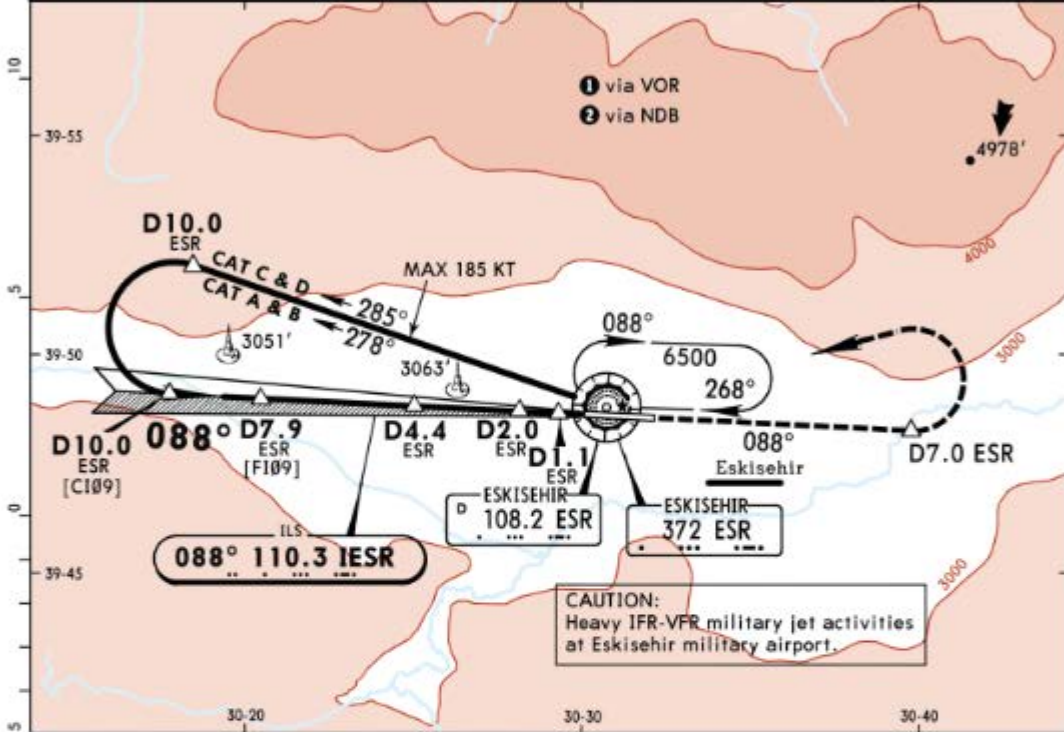 10
❶ via VOR
❷ via NDB
39-55
4978'
D10.0
ESR
4000
CAT C & D
285°
MAX 185 KT
CAT A & B
278°
5
3051'
39-50
3063'
088°
6500
268°
3000
088°
D10.0
ESR
[CI09]
088°
D7.9
ESR
[FI09]
D4.4
ESR
D2.0
ESR
D1.1
ESR
D7.0 ESR
Eskisehir
ESKISEHIR
D 108.2 ESR
ESKISEHIR
372 ESR
0
ILS
088° 110.3 IESR
39-45
3000
CAUTION:
Heavy IFR-VFR military jet activities
at Eskisehir military airport.
5
30-20
30-30
30-40